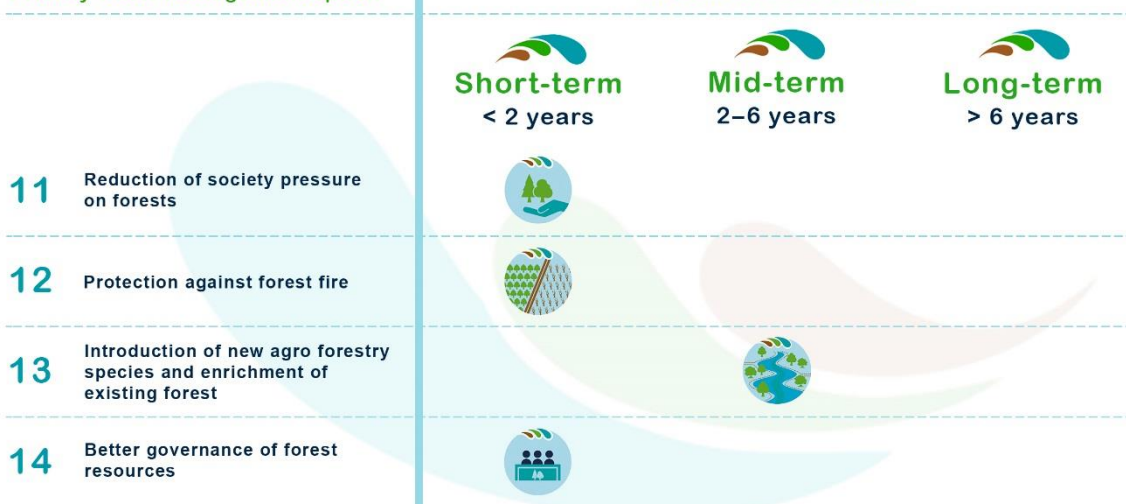 Short-term
< 2 years
Mid-term
2–6 years
Long-term
> 6 years
11
Reduction of society pressure
on forests
12
Protection against forest fire
13
Introduction of new agro forestry
species and enrichment of
existing forest
14
Better governance of forest
resources